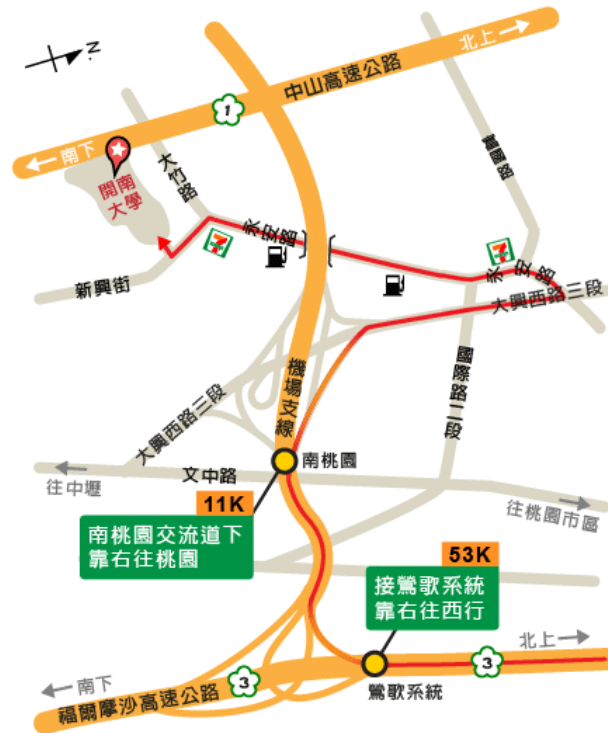 N.
北上
中山高速公路
1
富國路
南下
開南
大學
大竹路
永安路
7
7
永安路
新興街
大興西路三段
國際路二段
機場支線
大興西路三段
南桃園
文中路
往中壢
往桃園市區
11K
南桃園交流道下
靠右往桃園
53K
接鶯歌系統
靠右往西行
北上
3
南下
3
福爾摩沙高速公路
鶯歌系統